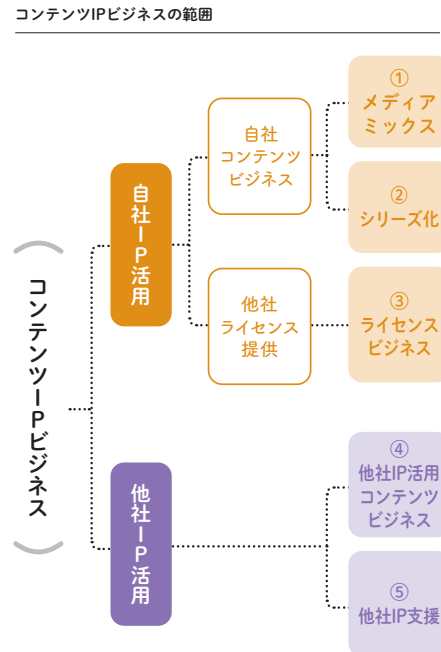 コンテンツIPビジネスの範囲
コンテンツIPビジネス
自社IP活用
自社
コンテンツ
ビジネス
①
メディア
ミックス
②
シリーズ化
他社
ライセンス
提供
③
ライセンス
ビジネス
他社IP活用
④
他社IP活用
コンテンツ
ビジネス
⑤
他社IP支援